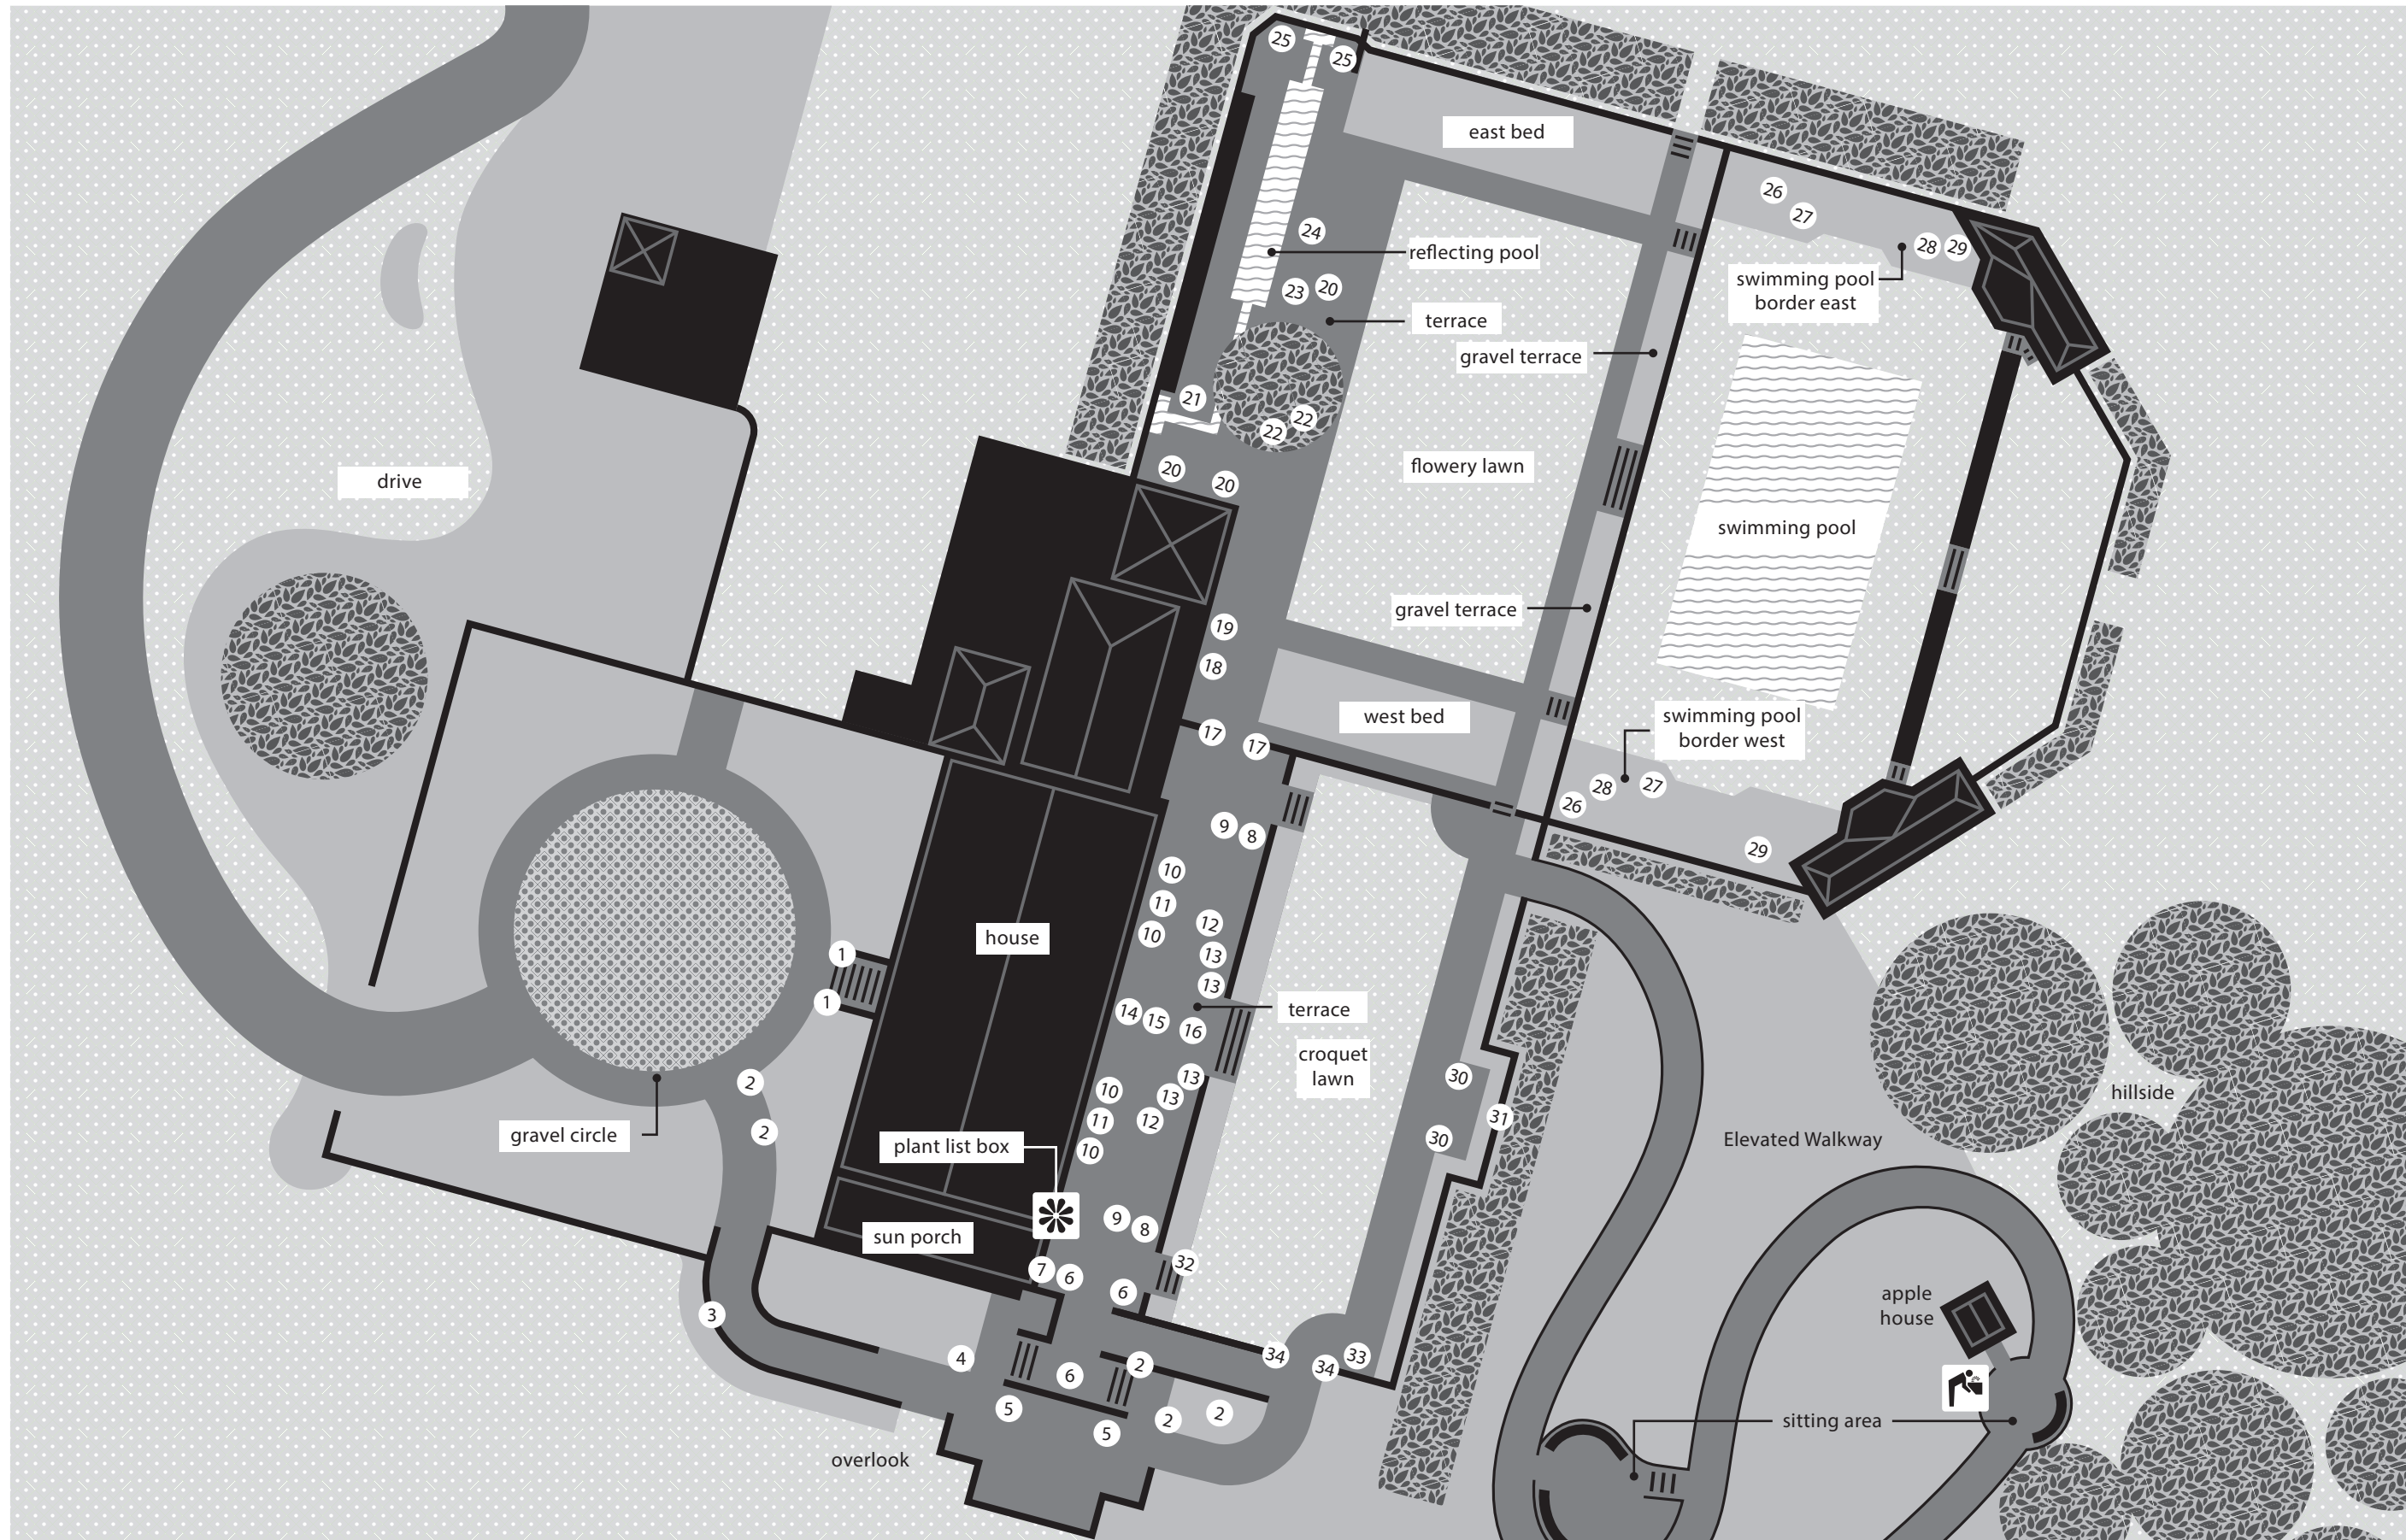 25
25
east bed
26
27
24
28
29
reflecting pool
swimming pool
border east
23
20
terrace
gravel terrace
21
22
22
flowery lawn
20
20
drive
swimming pool
gravel terrace
19
18
west bed
swimming pool
border west
17
17
28
27
26
9
8
29
10
11
12
10
house
1
13
13
1
terrace
14
15
16
croquet
lawn
30
13
2
10
13
hillside
11
12
31
2
gravel circle
30
Elevated Walkway
plant list box
10
9
8
sun porch
32
7
6
6
apple
house
3
4
2
34
33
34
6
5
2
2
sitting area
5
overlook